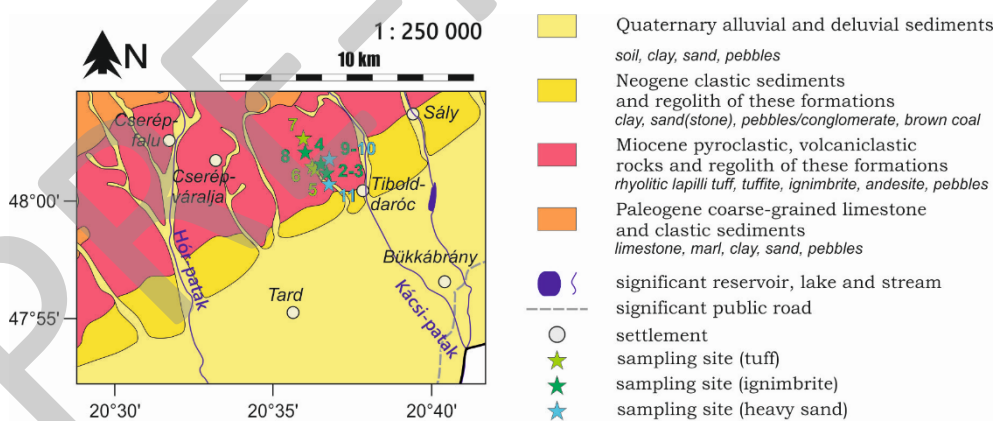 N
1 : 250 000
10 km
Cserép-
falu
Cserép-
váralja
Sály
7
4
9-10
8
2-3
6
5
11
Tibold-
daróc
Hór-patak
Bükkábrány
Tard
Kácsi-patak
48°00'
47°55'
20°30'
20°35'
20°40'
Quaternary alluvial and deluvial sediments
soil, clay, sand, pebbles
Neogene clastic sediments
and regolith of these formations
clay, sand(stone), pebbles/conglomerate, brown coal
Miocene pyroclastic, volcaniclastic
rocks and regolith of these formations
rhyolitic lapilli tuff, tuffite, ignimbrite, andesite, pebbles
Paleogene coarse-grained limestone
and clastic sediments
limestone, marl, clay, sand, pebbles
significant reservoir, lake and stream
significant public road
settlement
sampling site (tuff)
sampling site (ignimbrite)
sampling site (heavy sand)